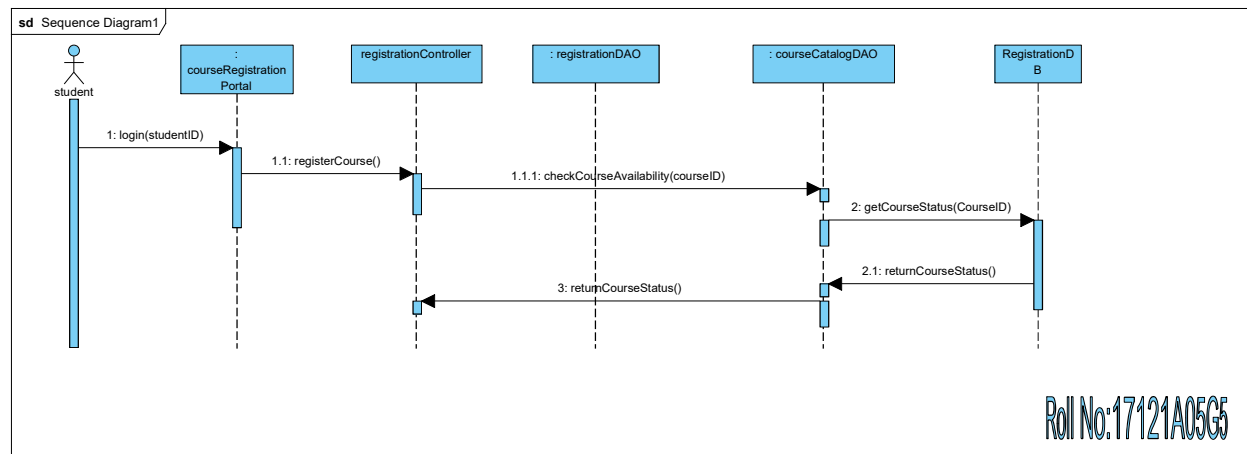 sd Sequence Diagram1
:
courseRegistration
Portal
registrationController
: registrationDAO
: courseCatalogDAO
RegistrationD
B
student
1: login(studentID)
1.1: registerCourse()
1.1.1: checkCourseAvailability(courseID)
2: getCourseStatus(CourseID)
2.1: returnCourseStatus()
3: returnCourseStatus()
Roll No:17121A05G5